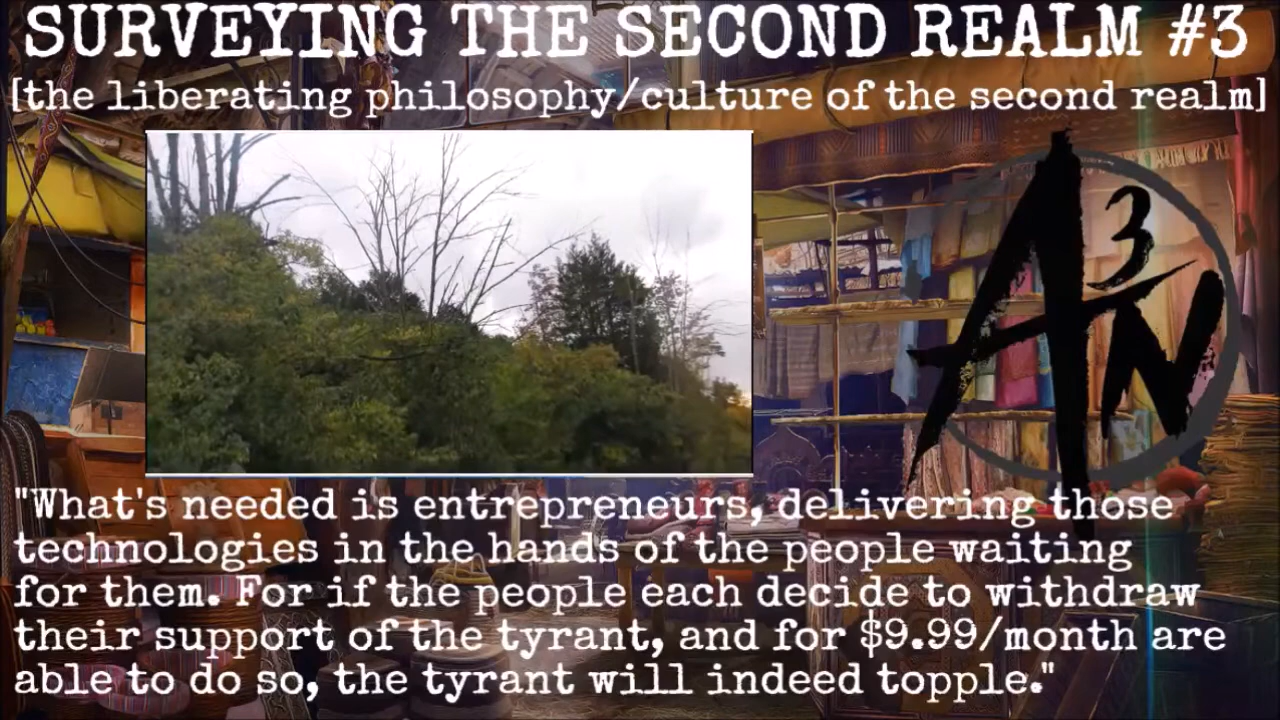 SURVEYING THE SECOND REALM #3
[the liberating philosophy/culture of the second realm]
A3N
"What's needed is entrepreneurs, delivering those
technologies in the hands of the people waiting
for them. For if the people each decide to withdraw
their support of the tyrant, and for $9.99/month are
able to do so, the tyrant will indeed topple."